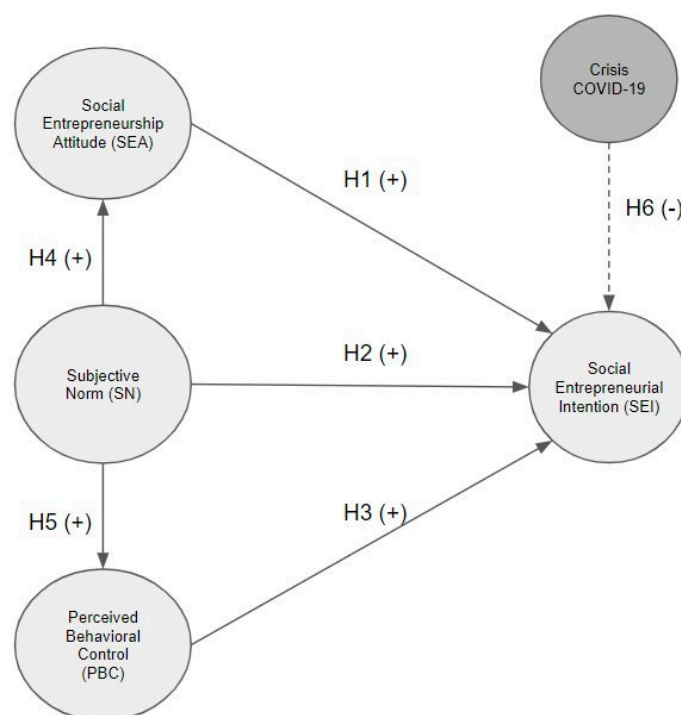 Crisis
COVID-19
Social
Entrepreneurship
Attitude (SEA)
H1 (+)
H6 (-)
H4 (+)
H2 (+)
Subjective
Norm (SN)
Social
Entrepreneurial
Intention (SEI)
H5 (+)
H3 (+)
Perceived
Behavioral
Control
(PBC)